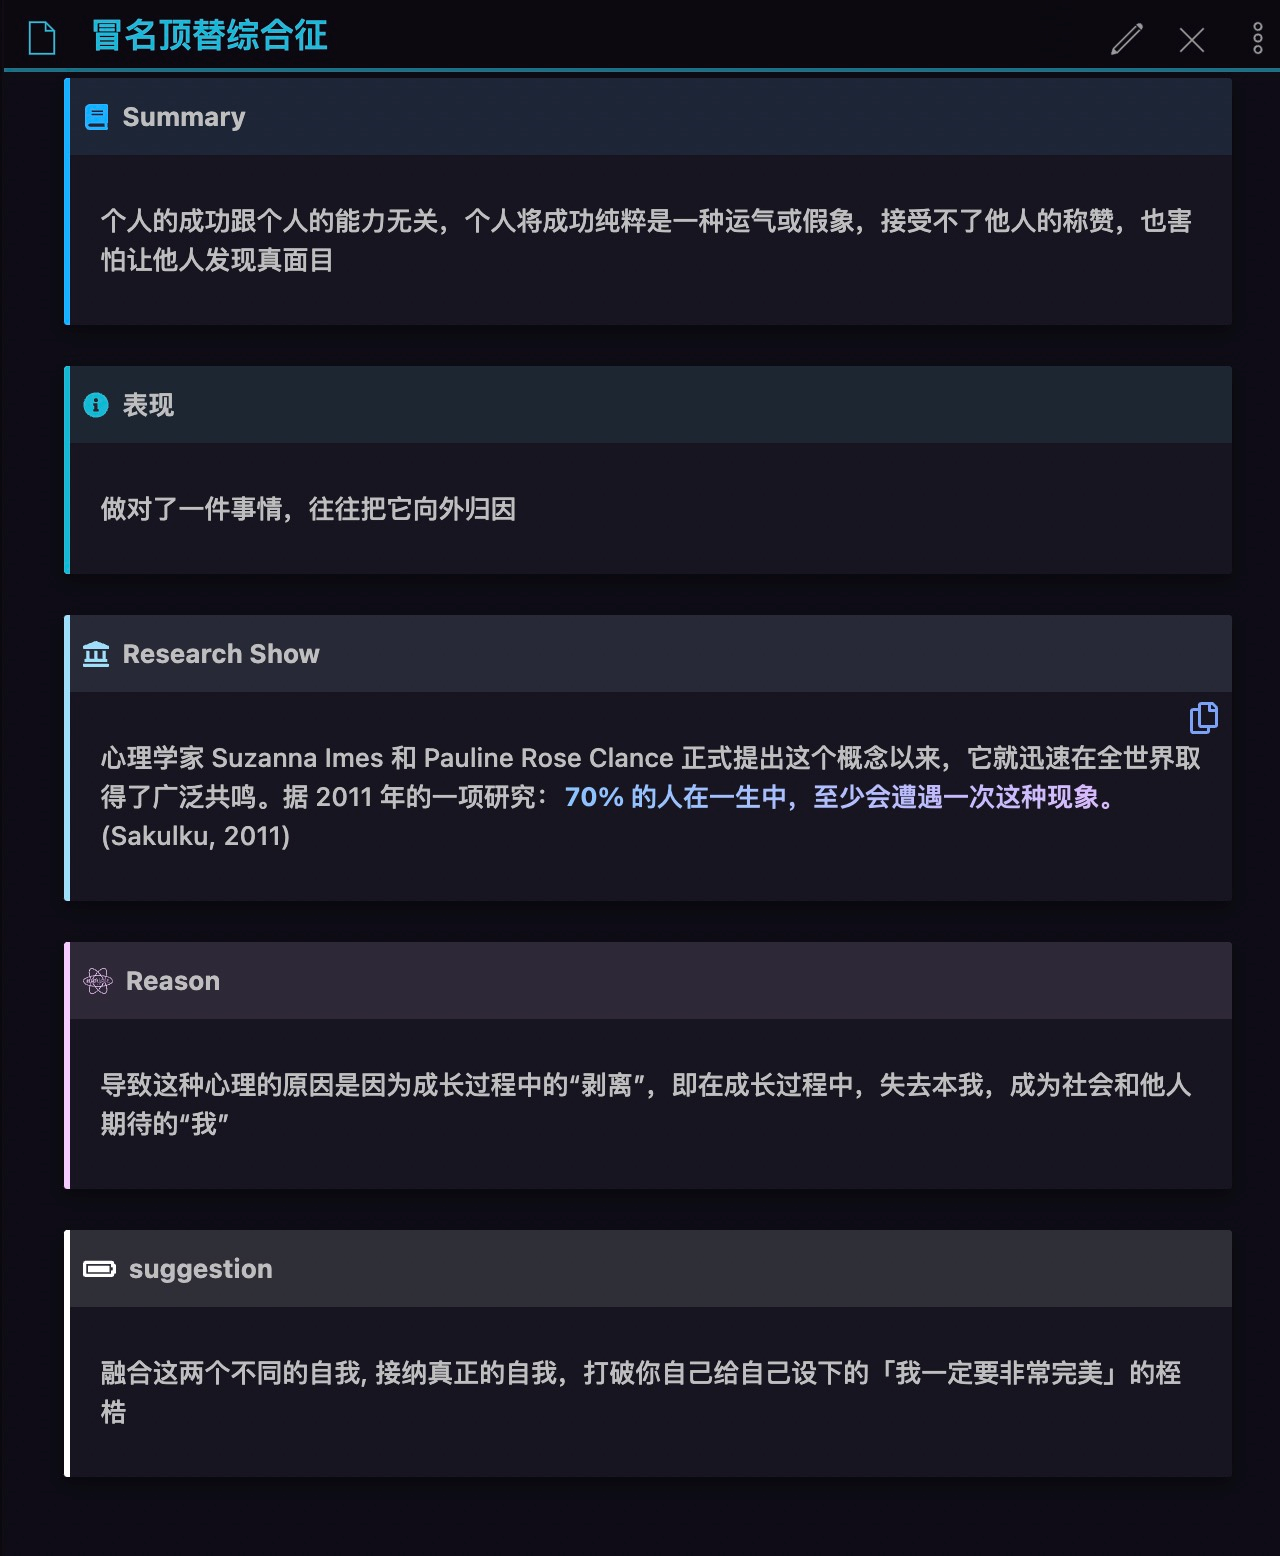 冒名顶替综合征
Summary
个人的成功跟个人的能力无关，个人将成功纯粹是一种运气或假象，接受不了他人的称赞，也害
怕让他人发现真面目
表现
做对了一件事情，往往把它向外归因
Research Show
心理学家 Suzanna Imes 和 Pauline Rose Clance 正式提出这个概念以来，它就迅速在全世界取
得了广泛共鸣。据 2011 年的一项研究： 70% 的人在一生中，至少会遭遇一次这种现象。
(Sakulku, 2011)
Reason
导致这种心理的原因是因为成长过程中的“剥离”，即在成长过程中，失去本我，成为社会和他人
期待的“我”
suggestion
融合这两个不同的自我, 接纳真正的自我，打破你自己给自己设下的「我一定要非常完美」的桎
梏